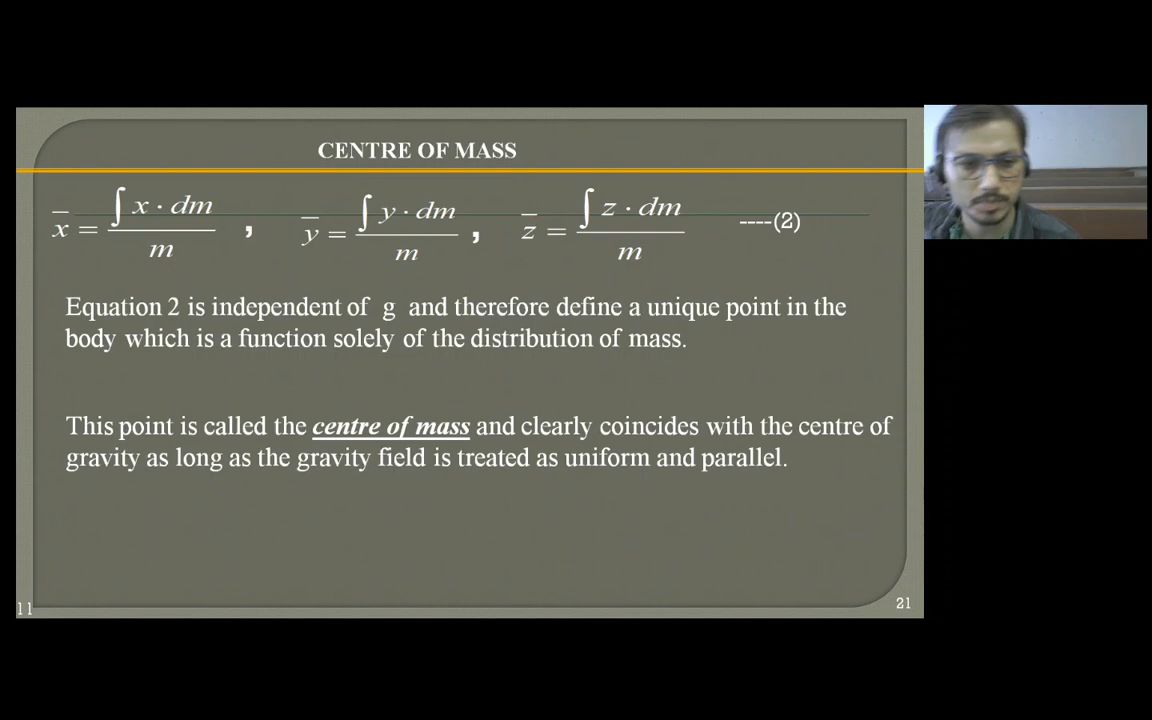 CENTRE OF MASS
x̄ = ∫ x · dm / m , ȳ = ∫ y · dm / m , z̄ = ∫ z · dm / m ----(2)
Equation 2 is independent of g and therefore define a unique point in the
body which is a function solely of the distribution of mass.
This point is called the centre of mass and clearly coincides with the centre of
gravity as long as the gravity field is treated as uniform and parallel.
11
21